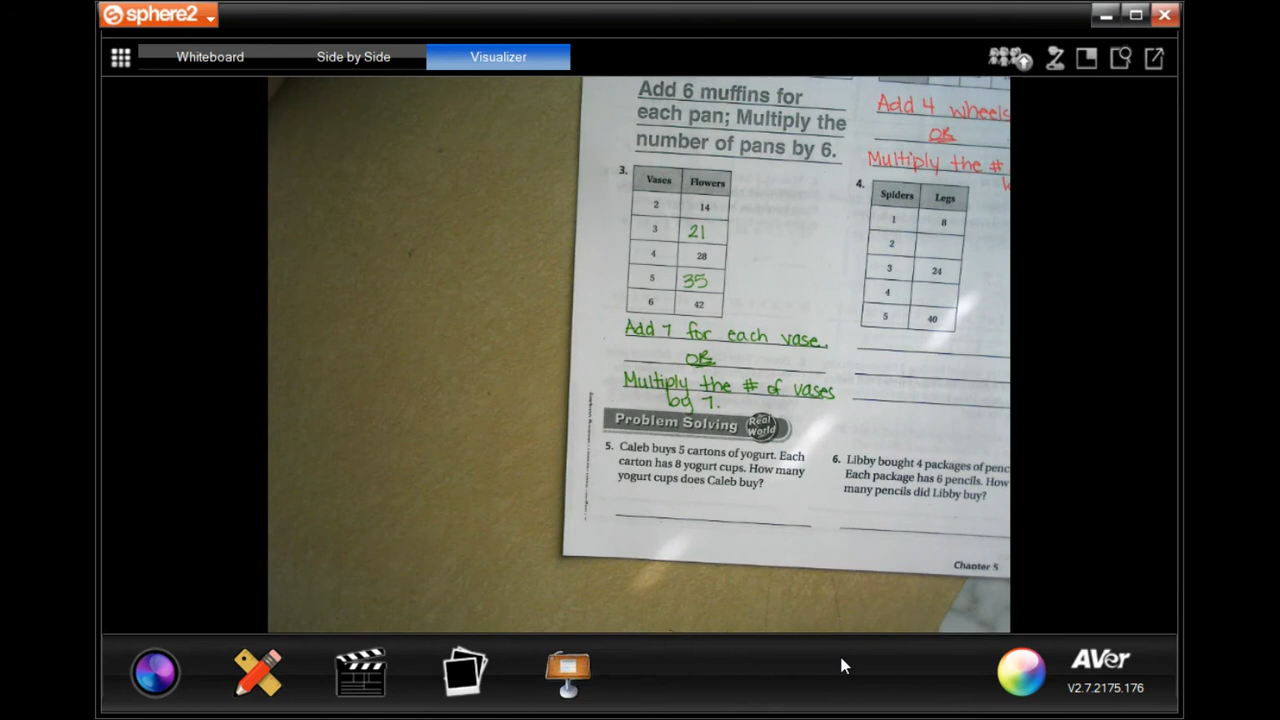 sphere2
Whiteboard
Side by Side
Visualizer
Add 6 muffins for
each pan; Multiply the
number of pans by 6.
3.
Vases Flowers
2 14
3 21
4 28
5 35
6 42
Add 7 for each vase.
OR
Multiply the # of vases
by 7.
Add 4 wheels
OR
Multiply the #
4.
Spiders Legs
1 8
2
3 24
4
5 40
Problem Solving Real World
5. Caleb buys 5 cartons of yogurt. Each
carton has 8 yogurt cups. How many
yogurt cups does Caleb buy?
6. Libby bought 4 packages of penc
Each package has 6 pencils. How
many pencils did Libby buy?
Chapter 5
AVer
V2.7.2175.176